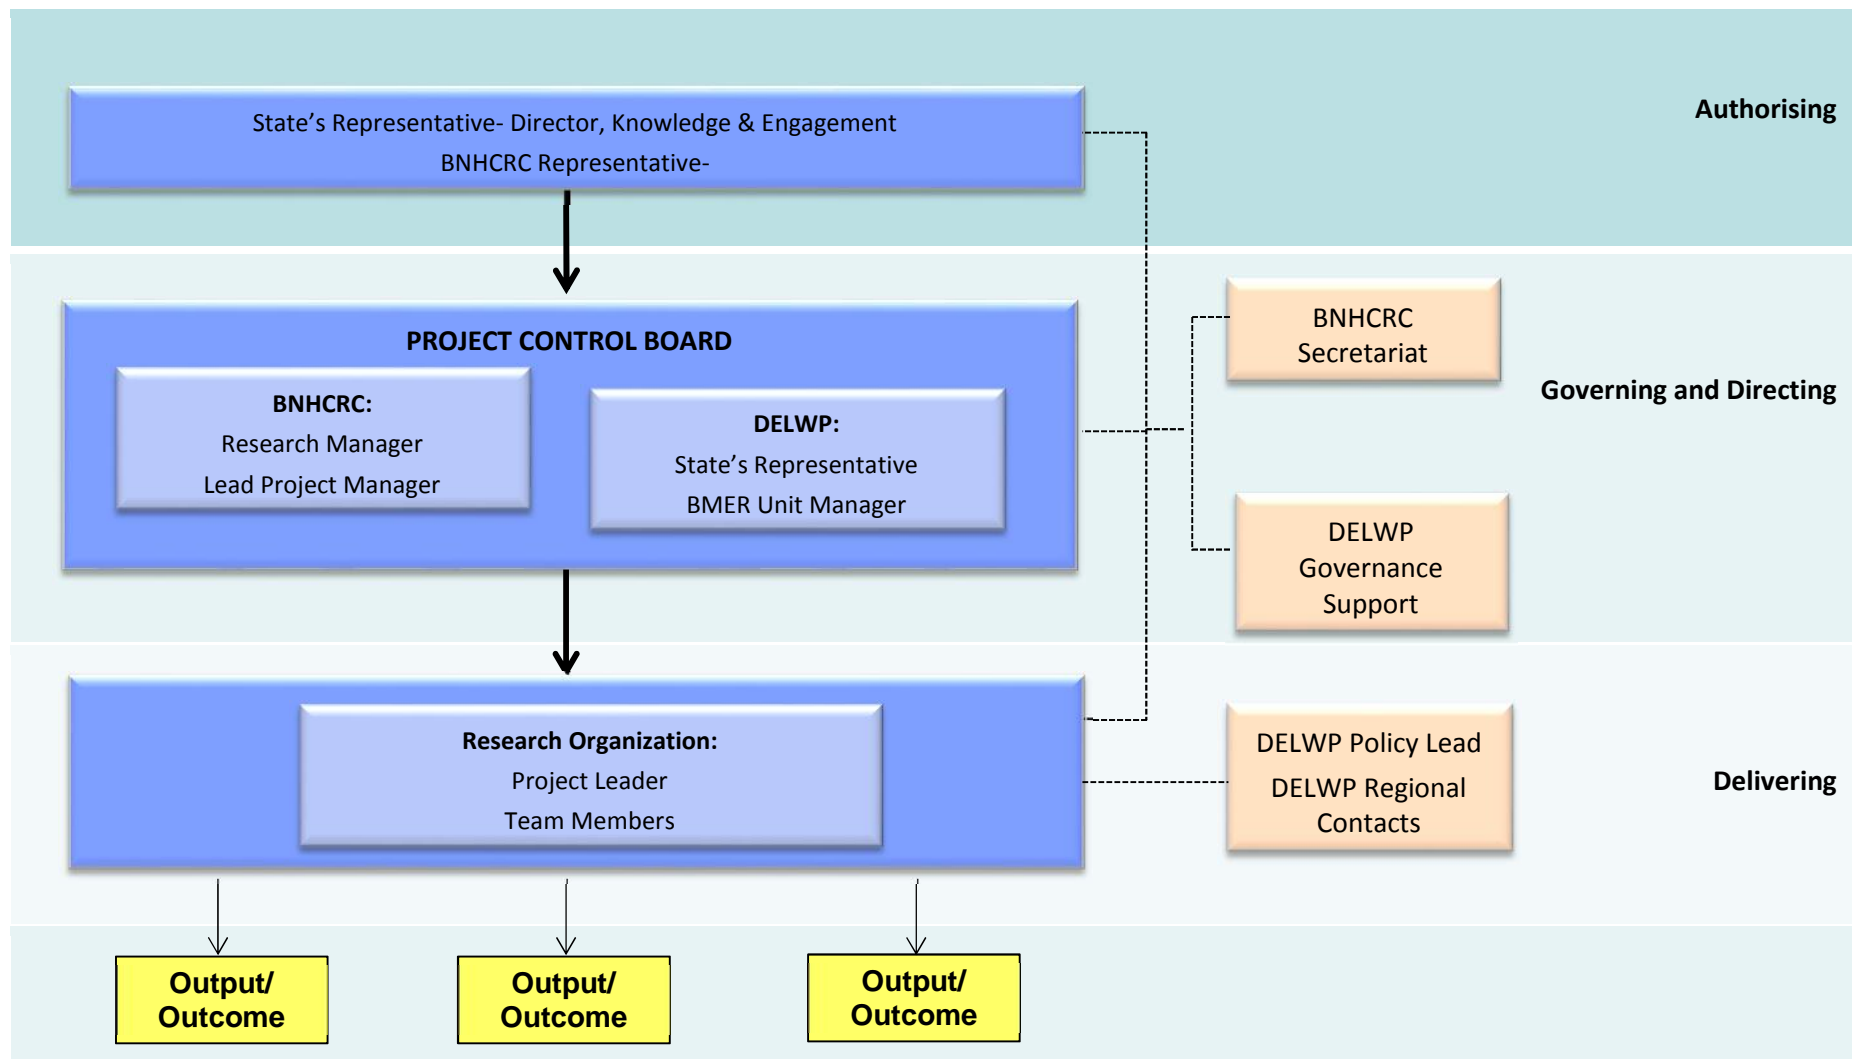 State’s Representative- Director, Knowledge & Engagement
BNHCRC Representative-
Authorising
PROJECT CONTROL BOARD
BNHCRC:
Research Manager
Lead Project Manager
DELWP:
State’s Representative
BMER Unit Manager
BNHCRC
Secretariat
Governing and Directing
DELWP
Governance
Support
Research Organization:
Project Leader
Team Members
DELWP Policy Lead
DELWP Regional
Contacts
Delivering
Output/
Outcome
Output/
Outcome
Output/
Outcome